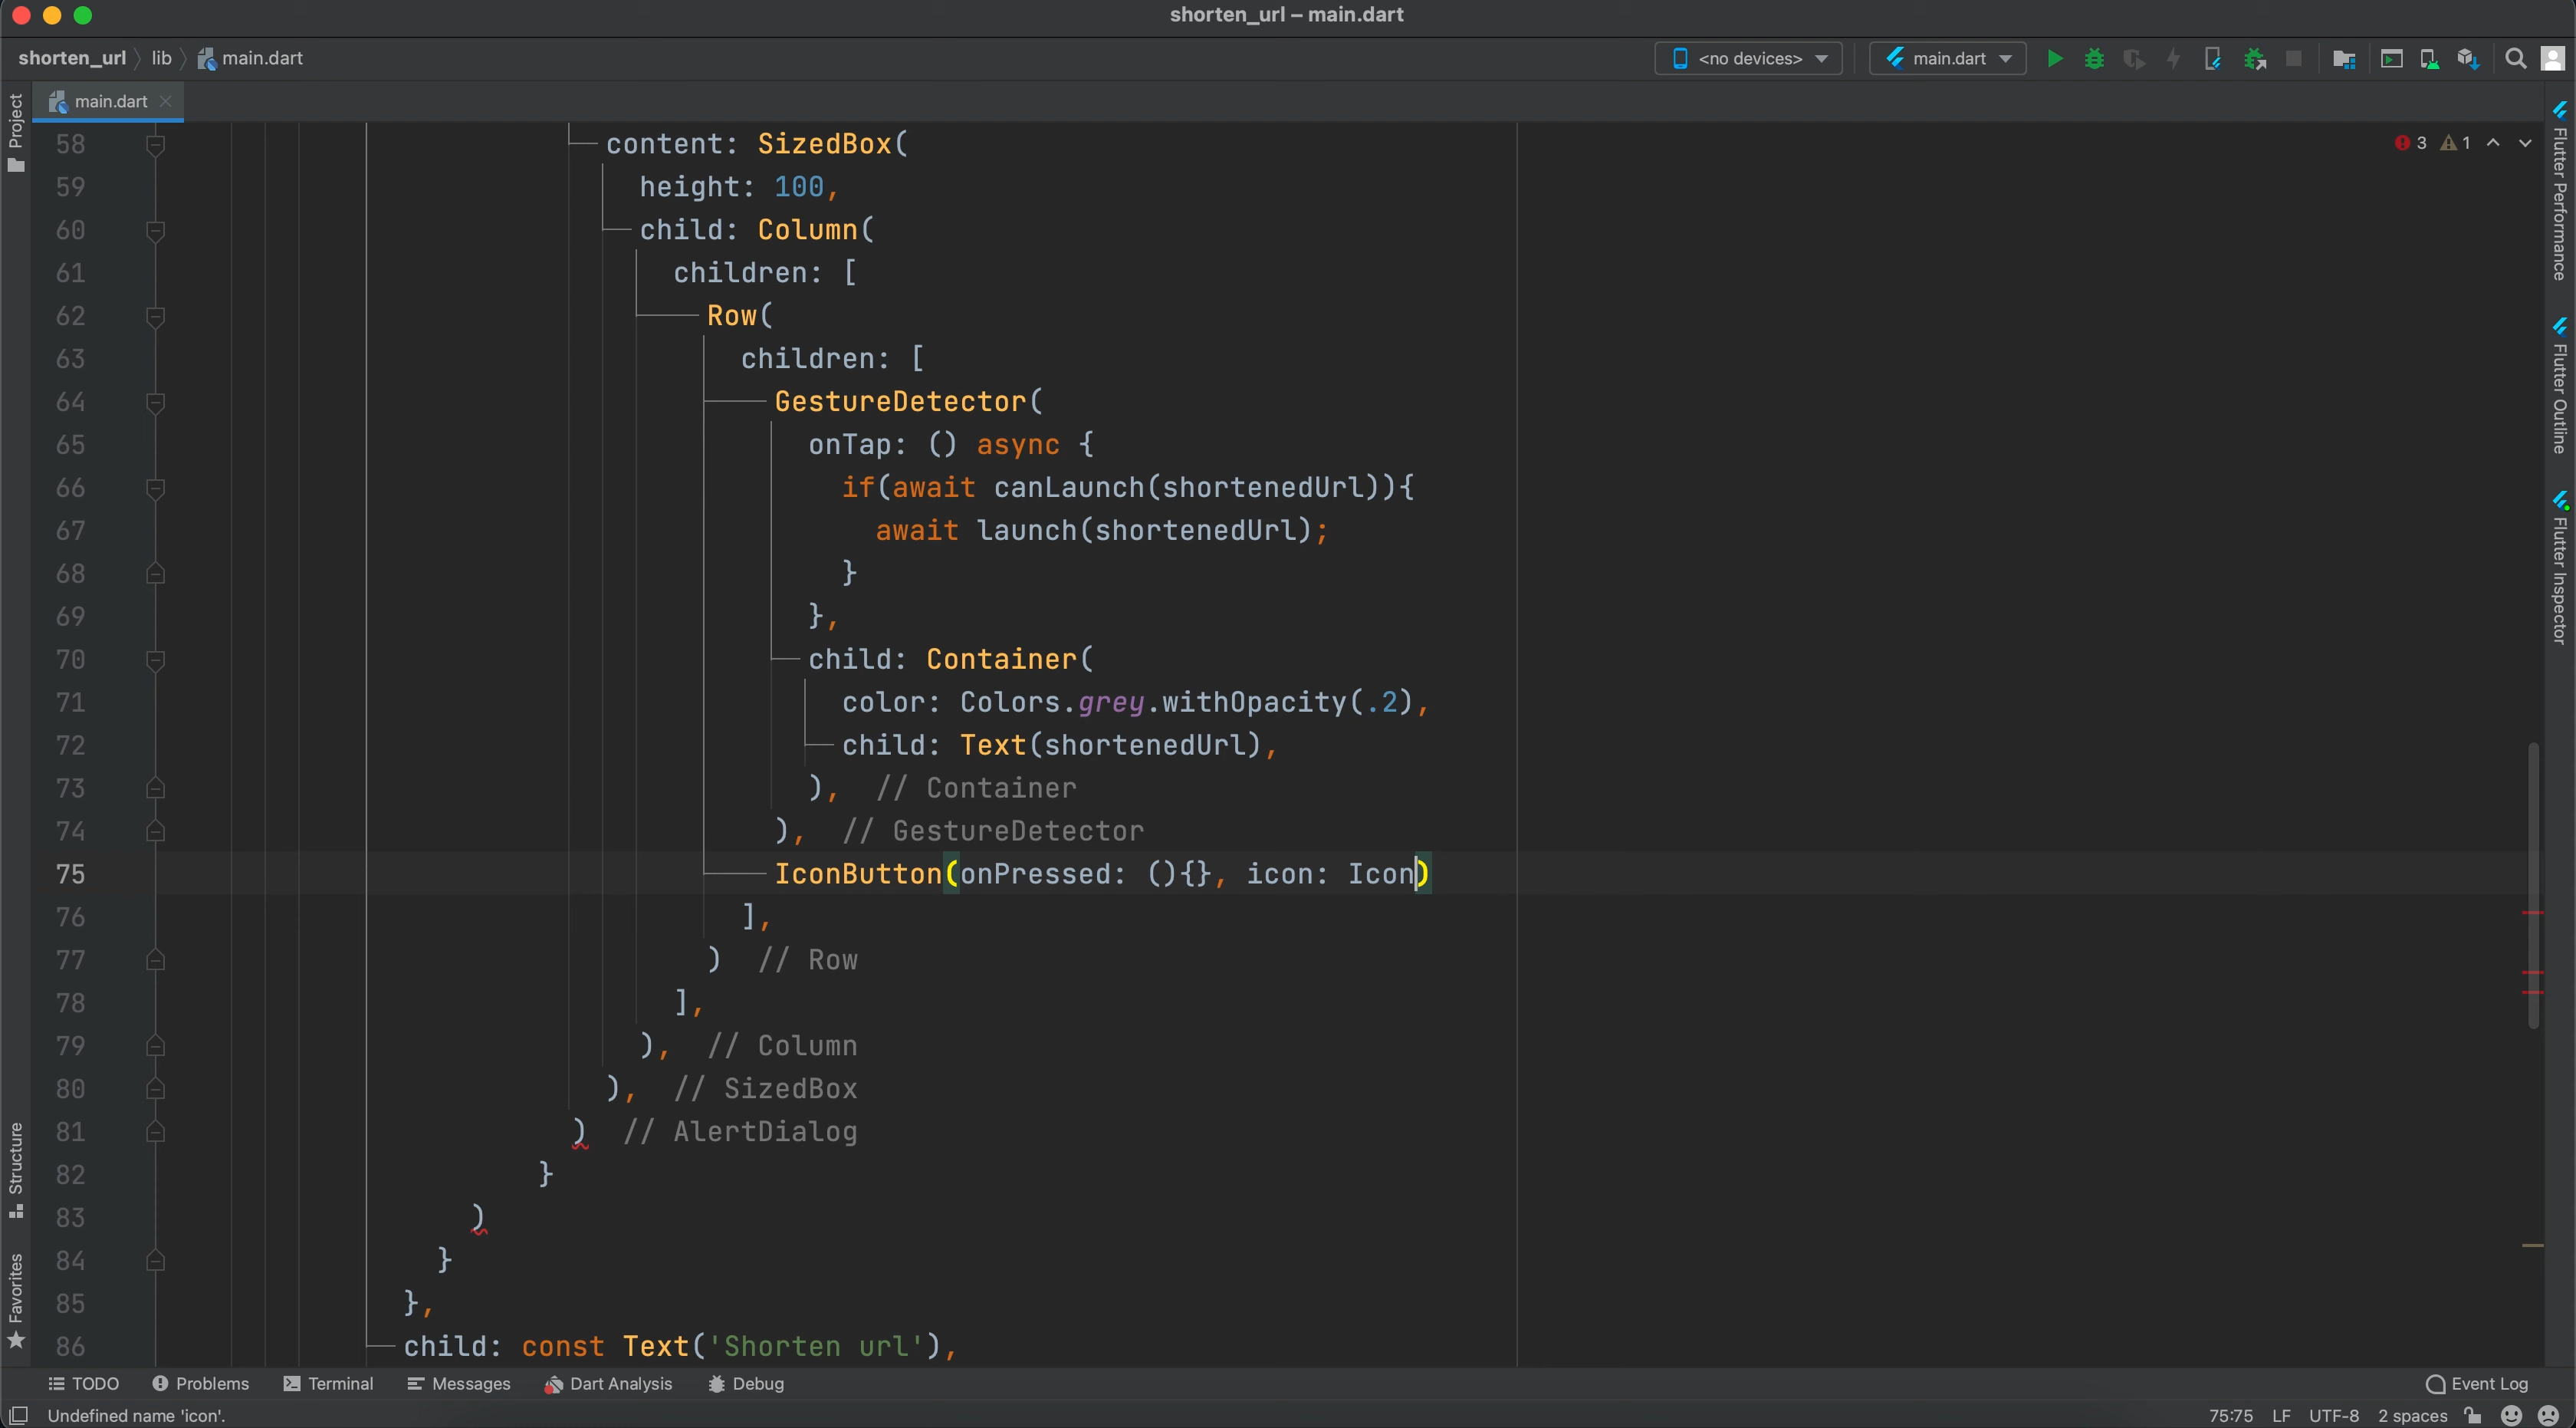 shorten_url – main.dart
shorten_url lib main.dart <no devices> main.dart
main.dart
Project
58 content: SizedBox(
59 height: 100,
60 child: Column(
61 children: [
62 Row(
63 children: [
64 GestureDetector(
65 onTap: () async {
66 if(await canLaunch(shortenedUrl)){
67 await launch(shortenedUrl);
68 }
69 },
70 child: Container(
71 color: Colors.grey.withOpacity(.2),
72 child: Text(shortenedUrl),
73 ), // Container
74 ), // GestureDetector
75 IconButton(onPressed: (){}, icon: Icon)
76 ],
77 ) // Row
78 ],
79 ), // Column
80 ), // SizedBox
81 ) // AlertDialog
82 }
83 )
84 }
85 },
86 child: const Text('Shorten url'),
3 1
Flutter Performance
Flutter Outline
Flutter Inspector
Structure
Favorites
TODO Problems Terminal Messages Dart Analysis Debug Event Log
Undefined name 'icon'. 75:75 LF UTF-8 2 spaces